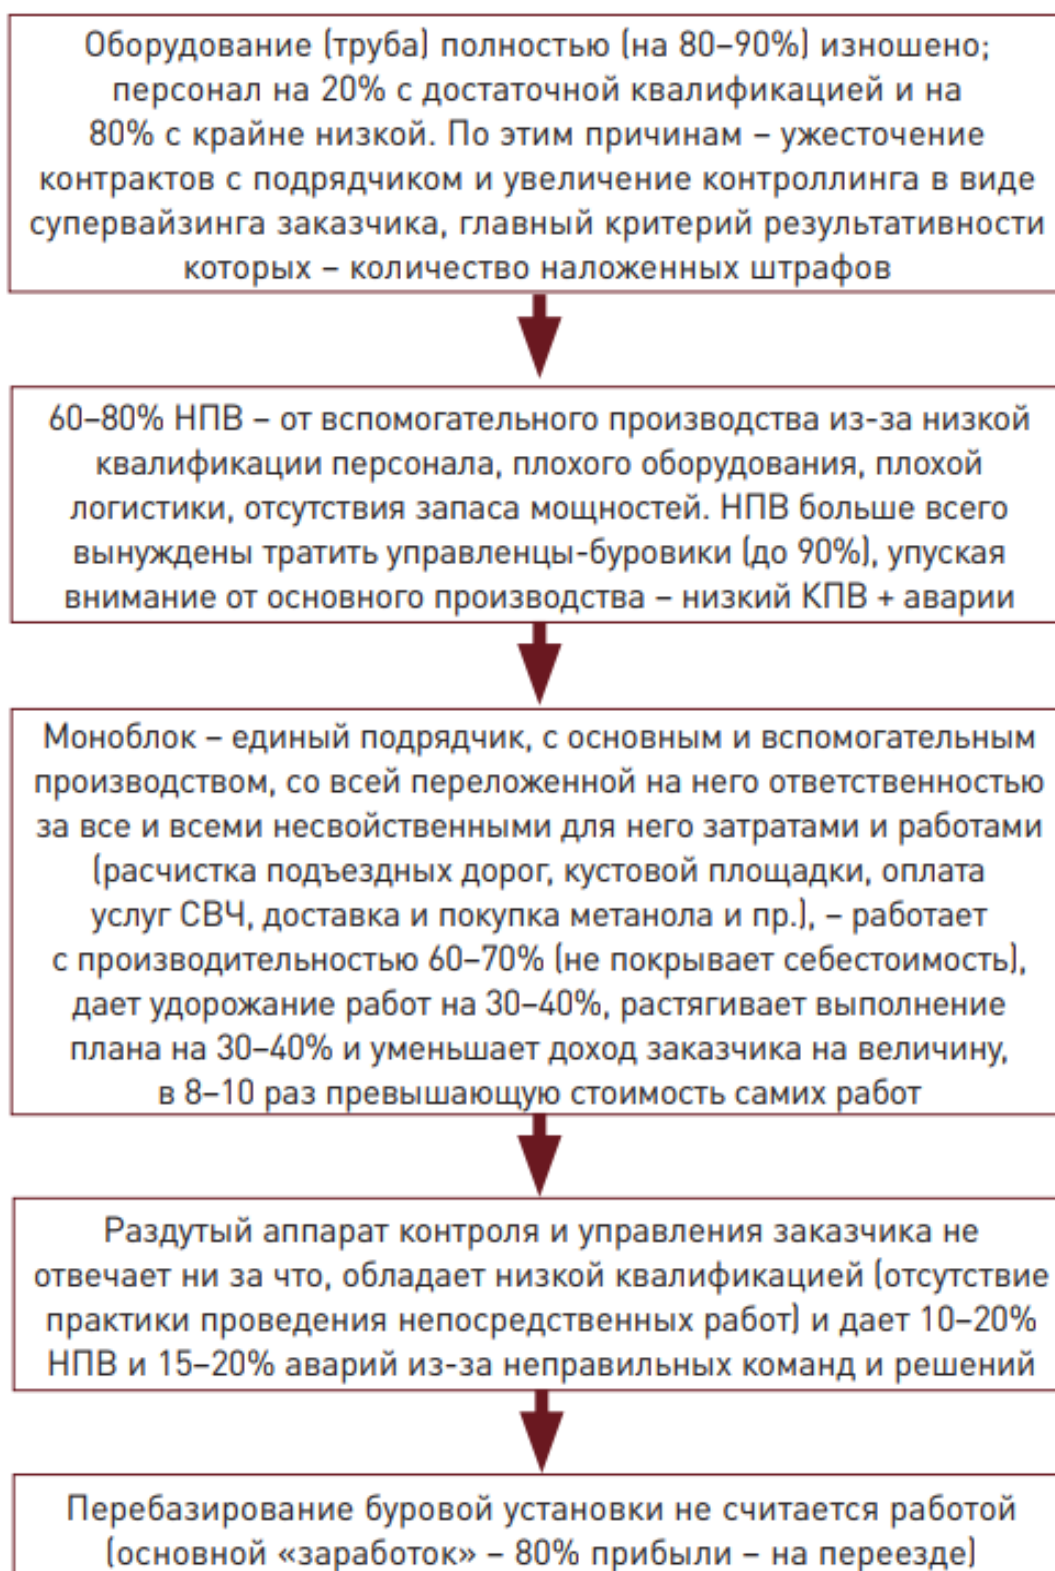 Оборудование (труба) полностью (на 80–90%) изношено;
персонал на 20% с достаточной квалификацией и на
80% с крайне низкой. По этим причинам – ужесточение
контрактов с подрядчиком и увеличение контроллинга в виде
супервайзинга заказчика, главный критерий результативности
которых – количество наложенных штрафов
60–80% НПВ – от вспомогательного производства из-за низкой
квалификации персонала, плохого оборудования, плохой
логистики, отсутствия запаса мощностей. НПВ больше всего
вынуждены тратить управленцы-буровики (до 90%), упуская
внимание от основного производства – низкий КПВ + аварии
Моноблок – единый подрядчик, с основным и вспомогательным
производством, со всей переложенной на него ответственностью
за все и всеми несвойственными для него затратами и работами
(расчистка подъездных дорог, кустовой площадки, оплата
услуг СВЧ, доставка и покупка метанола и пр.), – работает
с производительностью 60–70% (не покрывает себестоимость),
дает удорожание работ на 30–40%, растягивает выполнение
плана на 30–40% и уменьшает доход заказчика на величину,
в 8–10 раз превышающую стоимость самих работ
Раздутый аппарат контроля и управления заказчика не
отвечает ни за что, обладает низкой квалификацией (отсутствие
практики проведения непосредственных работ) и дает 10–20%
НПВ и 15–20% аварий из-за неправильных команд и решений
Перебазирование буровой установки не считается работой
(основной «заработок» – 80% прибыли – на переезде)